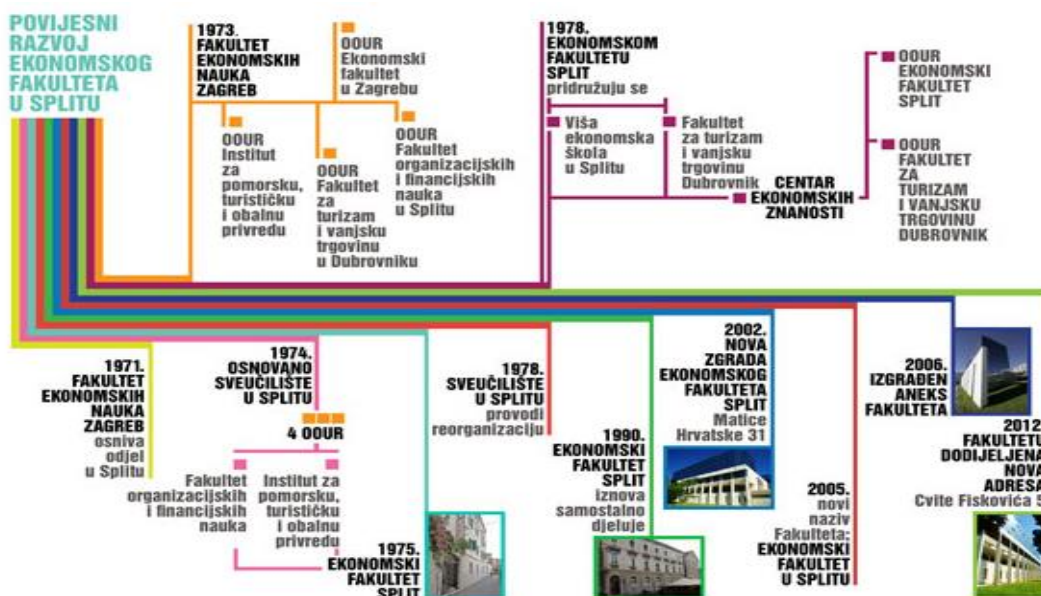 POVIJESNI
RAZVOJ
EKONOMSKOG
FAKULTETA
U SPLITU
1973.
FAKULTET
EKONOMSKIH
NAUKA
ZAGREB
OOUR
Ekonomski
fakultet
u Zagrebu
OOUR
Institut
za
pomorsku,
turističku
i obalnu
privredu
OOUR
Fakultet
za
turizam
i vanjsku
trgovinu
u Dubrovniku
OOUR
Fakultet
organizacijskih
i financijskih
nauka
u Splitu
1978.
EKONOMSKOM
FAKULTETU
SPLIT
pridružuju se
Viša
ekonomska
škola
u Splitu
Fakultet
za turizam
i vanjsku
trgovinu
Dubrovnik
CENTAR
EKONOMSKIH
ZNANOSTI
OOUR
EKONOMSKI
FAKULTET
SPLIT
OOUR
FAKULTET
ZA
TURIZAM
I VANJSKU
TRGOVINU
DUBROVNIK
1971.
FAKULTET
EKONOMSKIH
NAUKA
ZAGREB
osniva
odjel
u Splitu
1974.
OSNOVANO
SVEUČILIŠTE
U SPLITU
4 OOUR
Fakultet
organizacijskih
i financijskih
nauka
Institut za
pomorsku,
turističku
i obalnu
privredu
1975.
EKONOMSKI
FAKULTET
SPLIT
1978.
SVEUČILIŠTE
U SPLITU
provodi
reorganizaciju
1990.
EKONOMSKI
FAKULTET
SPLIT
iznova
samostalno
djeluje
2002.
NOVA
ZGRADA
EKONOMSKOG
FAKULTETA
SPLIT
Matice
Hrvatske 31
2005.
novi
naziv
Fakulteta:
EKONOMSKI
FAKULTET
U SPLITU
2006.
IZGRAĐEN
ANEKS
FAKULTETA
2012
FAKULTETU
DODIJELJENA
NOVA
ADRESA
Cvite Fiskovića 5